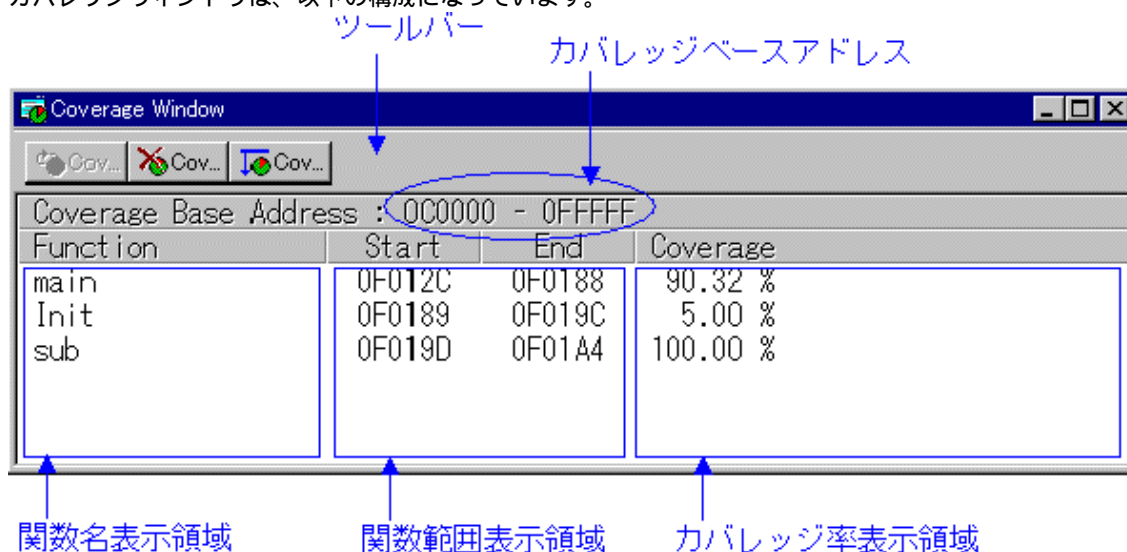 カバレッジウィンドウは、以下の構成になっています。
ツールバー
カバレッジベースアドレス
Coverage Window
Cov... Cov... Cov...
Coverage Base Address : 0C0000 - 0FFFFF
Function Start End Coverage
main 0F012C 0F0188 90.32 %
Init 0F0189 0F019C 5.00 %
sub 0F019D 0F01A4 100.00 %
関数名表示領域 関数範囲表示領域 カバレッジ率表示領域